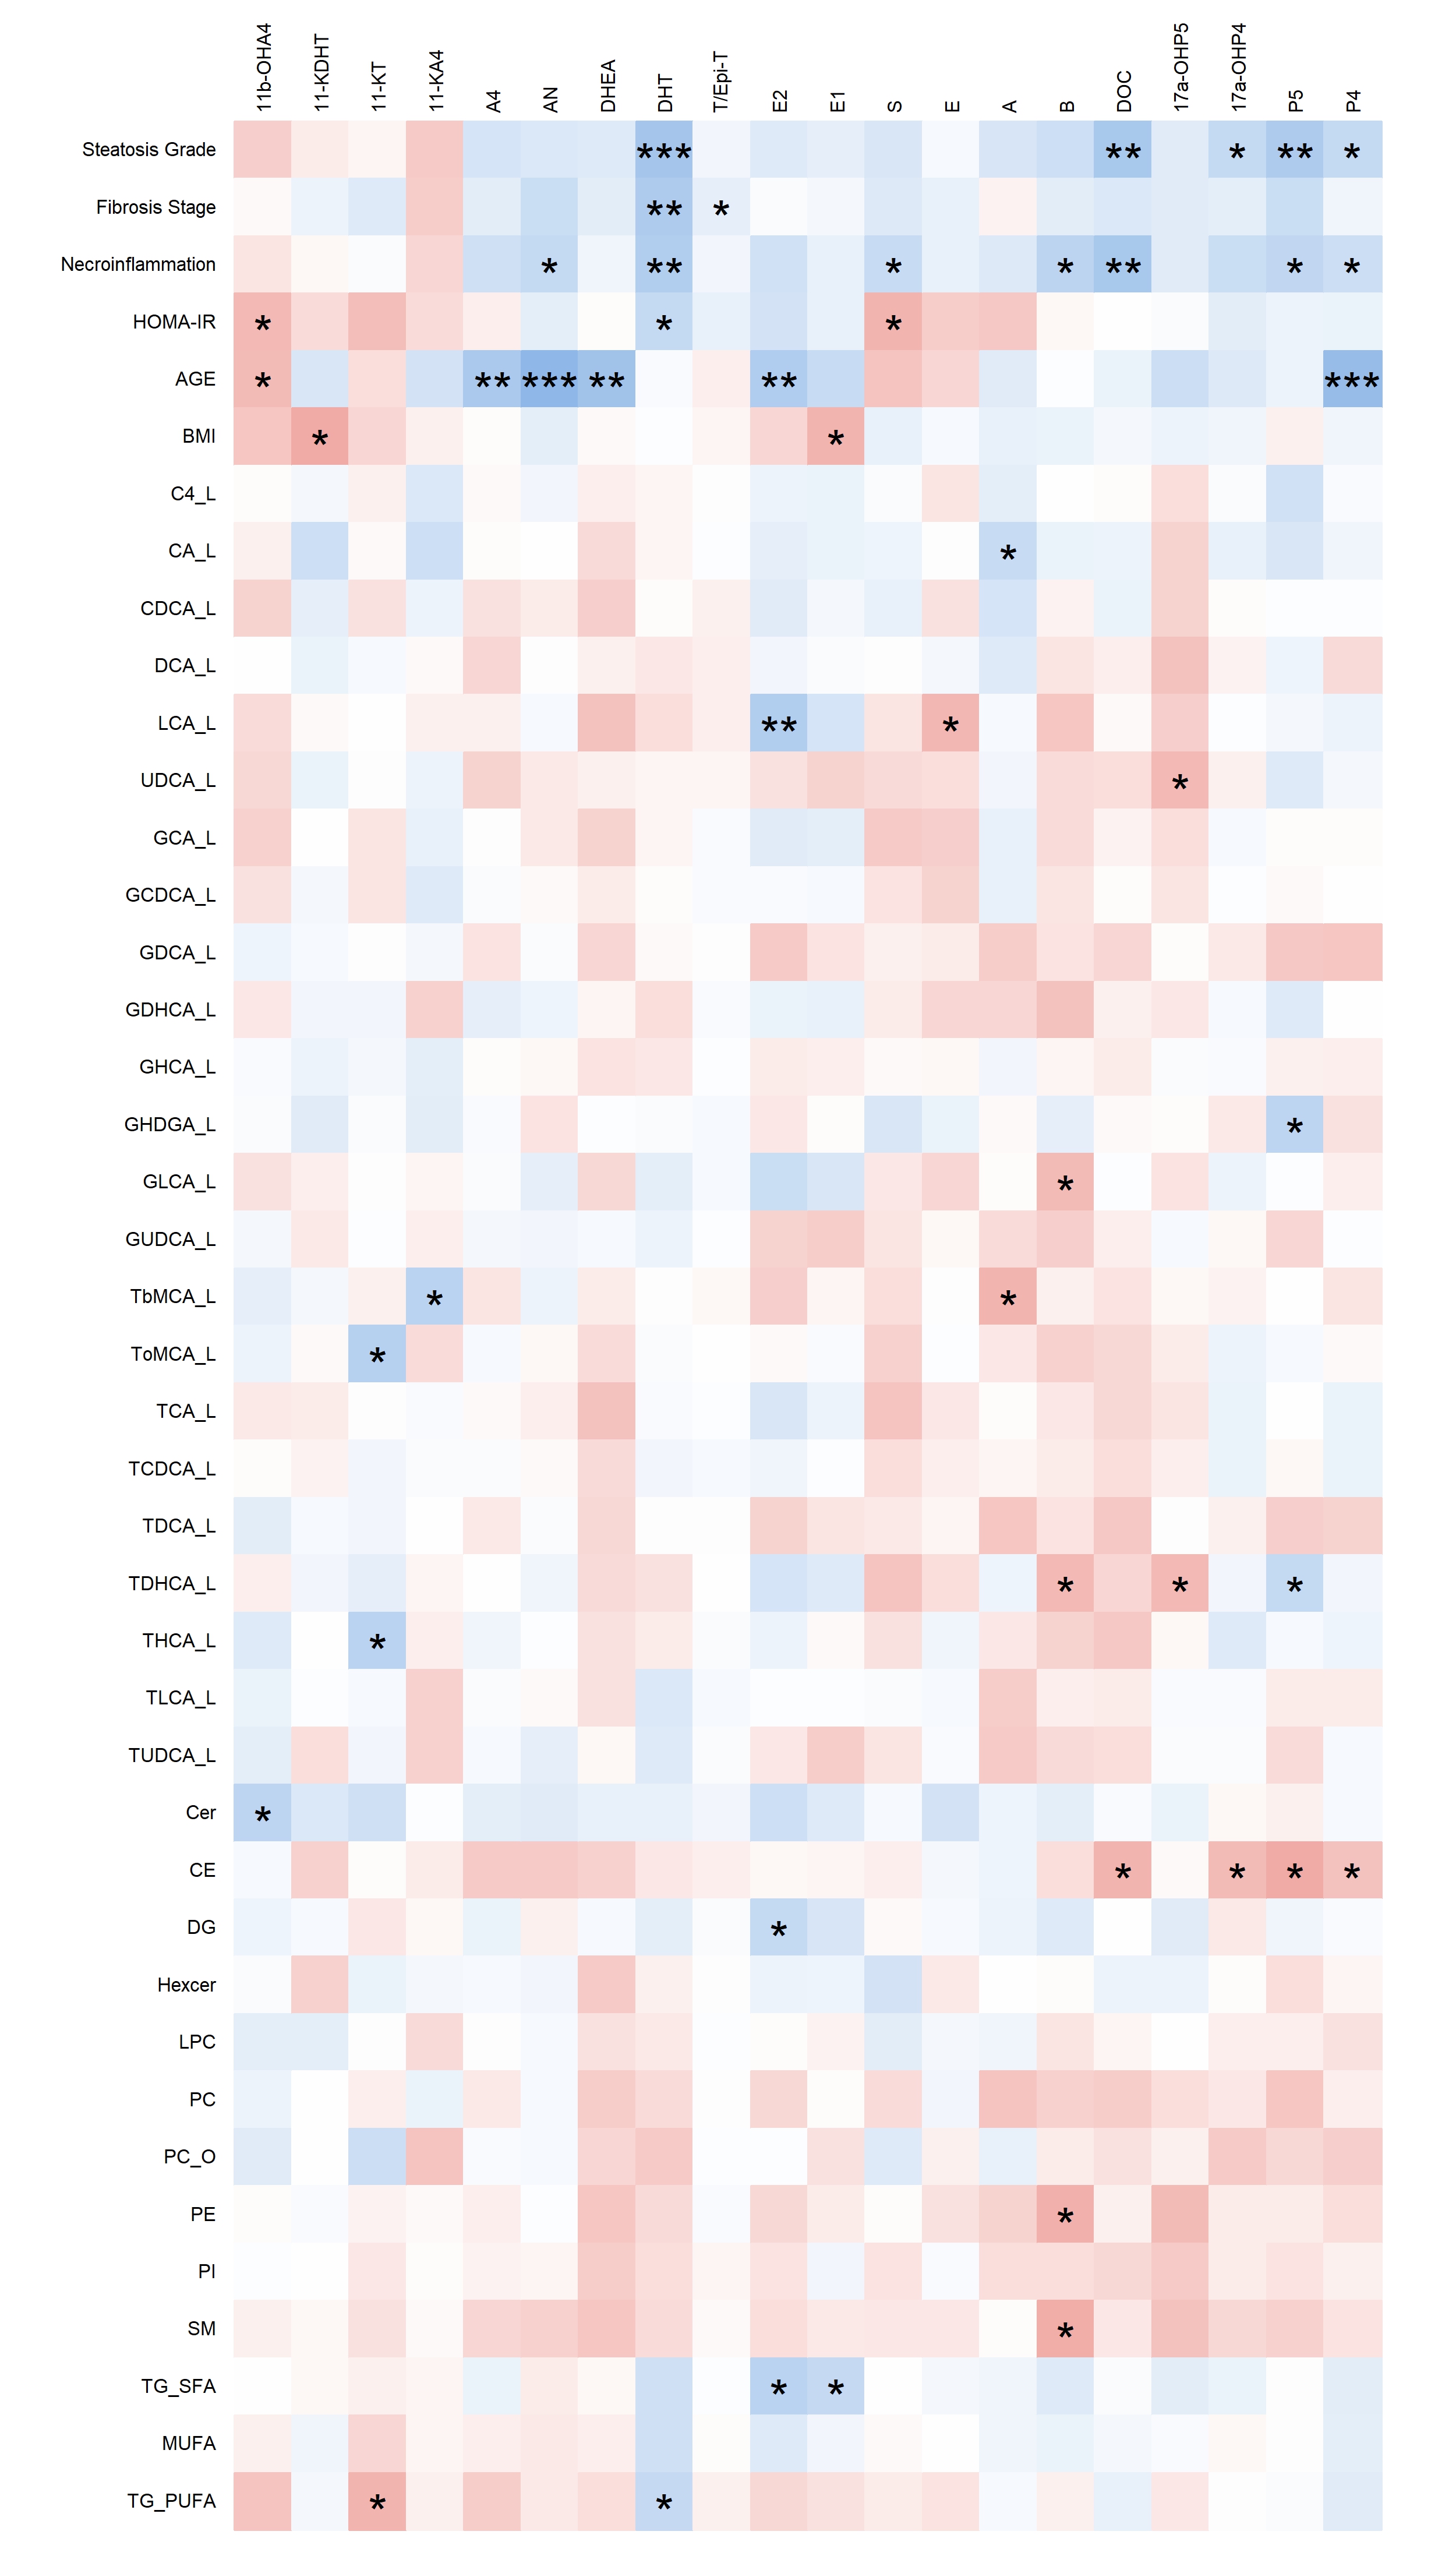 11b-OHA4 11-KDHT 11-KT 11-KA4 A4 AN DHEA DHT T/Epi-T E2 E1 S E A B DOC 17a-OHP5 17a-OHP4 P5 P4
Steatosis Grade *** ** * ** *
Fibrosis Stage ** *
Necroinflammation * ** * * ** * *
HOMA-IR * * *
AGE * ** *** ** ** ***
BMI * *
C4_L
CA_L *
CDCA_L
DCA_L
LCA_L ** *
UDCA_L *
GCA_L
GCDCA_L
GDCA_L
GDHCA_L
GHCA_L
GHDGA_L *
GLCA_L *
GUDCA_L
TbMCA_L * *
ToMCA_L *
TCA_L
TCDCA_L
TDCA_L
TDHCA_L * * *
THCA_L *
TLCA_L
TUDCA_L
Cer *
CE * * * *
DG *
Hexcer
LPC
PC
PC_O
PE *
PI
SM *
TG_SFA * *
MUFA
TG_PUFA * *